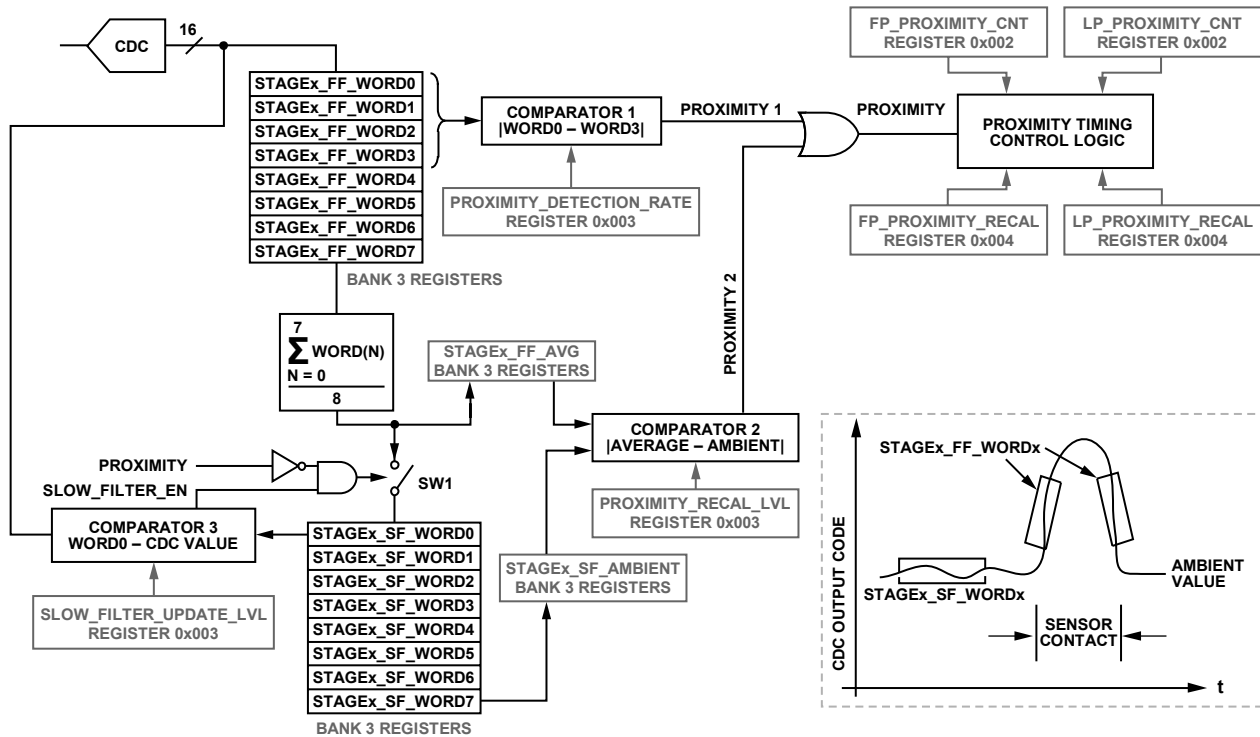 CDC
16
STAGEx_FF_WORD0
STAGEx_FF_WORD1
STAGEx_FF_WORD2
STAGEx_FF_WORD3
STAGEx_FF_WORD4
STAGEx_FF_WORD5
STAGEx_FF_WORD6
STAGEx_FF_WORD7
BANK 3 REGISTERS
COMPARATOR 1
|WORD0 – WORD3|
PROXIMITY_DETECTION_RATE
REGISTER 0x003
PROXIMITY 1
PROXIMITY
FP_PROXIMITY_CNT
REGISTER 0x002
LP_PROXIMITY_CNT
REGISTER 0x002
PROXIMITY TIMING
CONTROL LOGIC
FP_PROXIMITY_RECAL
REGISTER 0x004
LP_PROXIMITY_RECAL
REGISTER 0x004
PROXIMITY 2
7
Σ WORD(N)
N = 0
8
STAGEx_FF_AVG
BANK 3 REGISTERS
COMPARATOR 2
|AVERAGE – AMBIENT|
PROXIMITY_RECAL_LVL
REGISTER 0x003
PROXIMITY
SLOW_FILTER_EN
SW1
COMPARATOR 3
WORD0 – CDC VALUE
SLOW_FILTER_UPDATE_LVL
REGISTER 0x003
STAGEx_SF_WORD0
STAGEx_SF_WORD1
STAGEx_SF_WORD2
STAGEx_SF_WORD3
STAGEx_SF_WORD4
STAGEx_SF_WORD5
STAGEx_SF_WORD6
STAGEx_SF_WORD7
BANK 3 REGISTERS
STAGEx_SF_AMBIENT
BANK 3 REGISTERS
CDC OUTPUT CODE
STAGEx_FF_WORDx
STAGEx_SF_WORDx
AMBIENT
VALUE
SENSOR
CONTACT
t